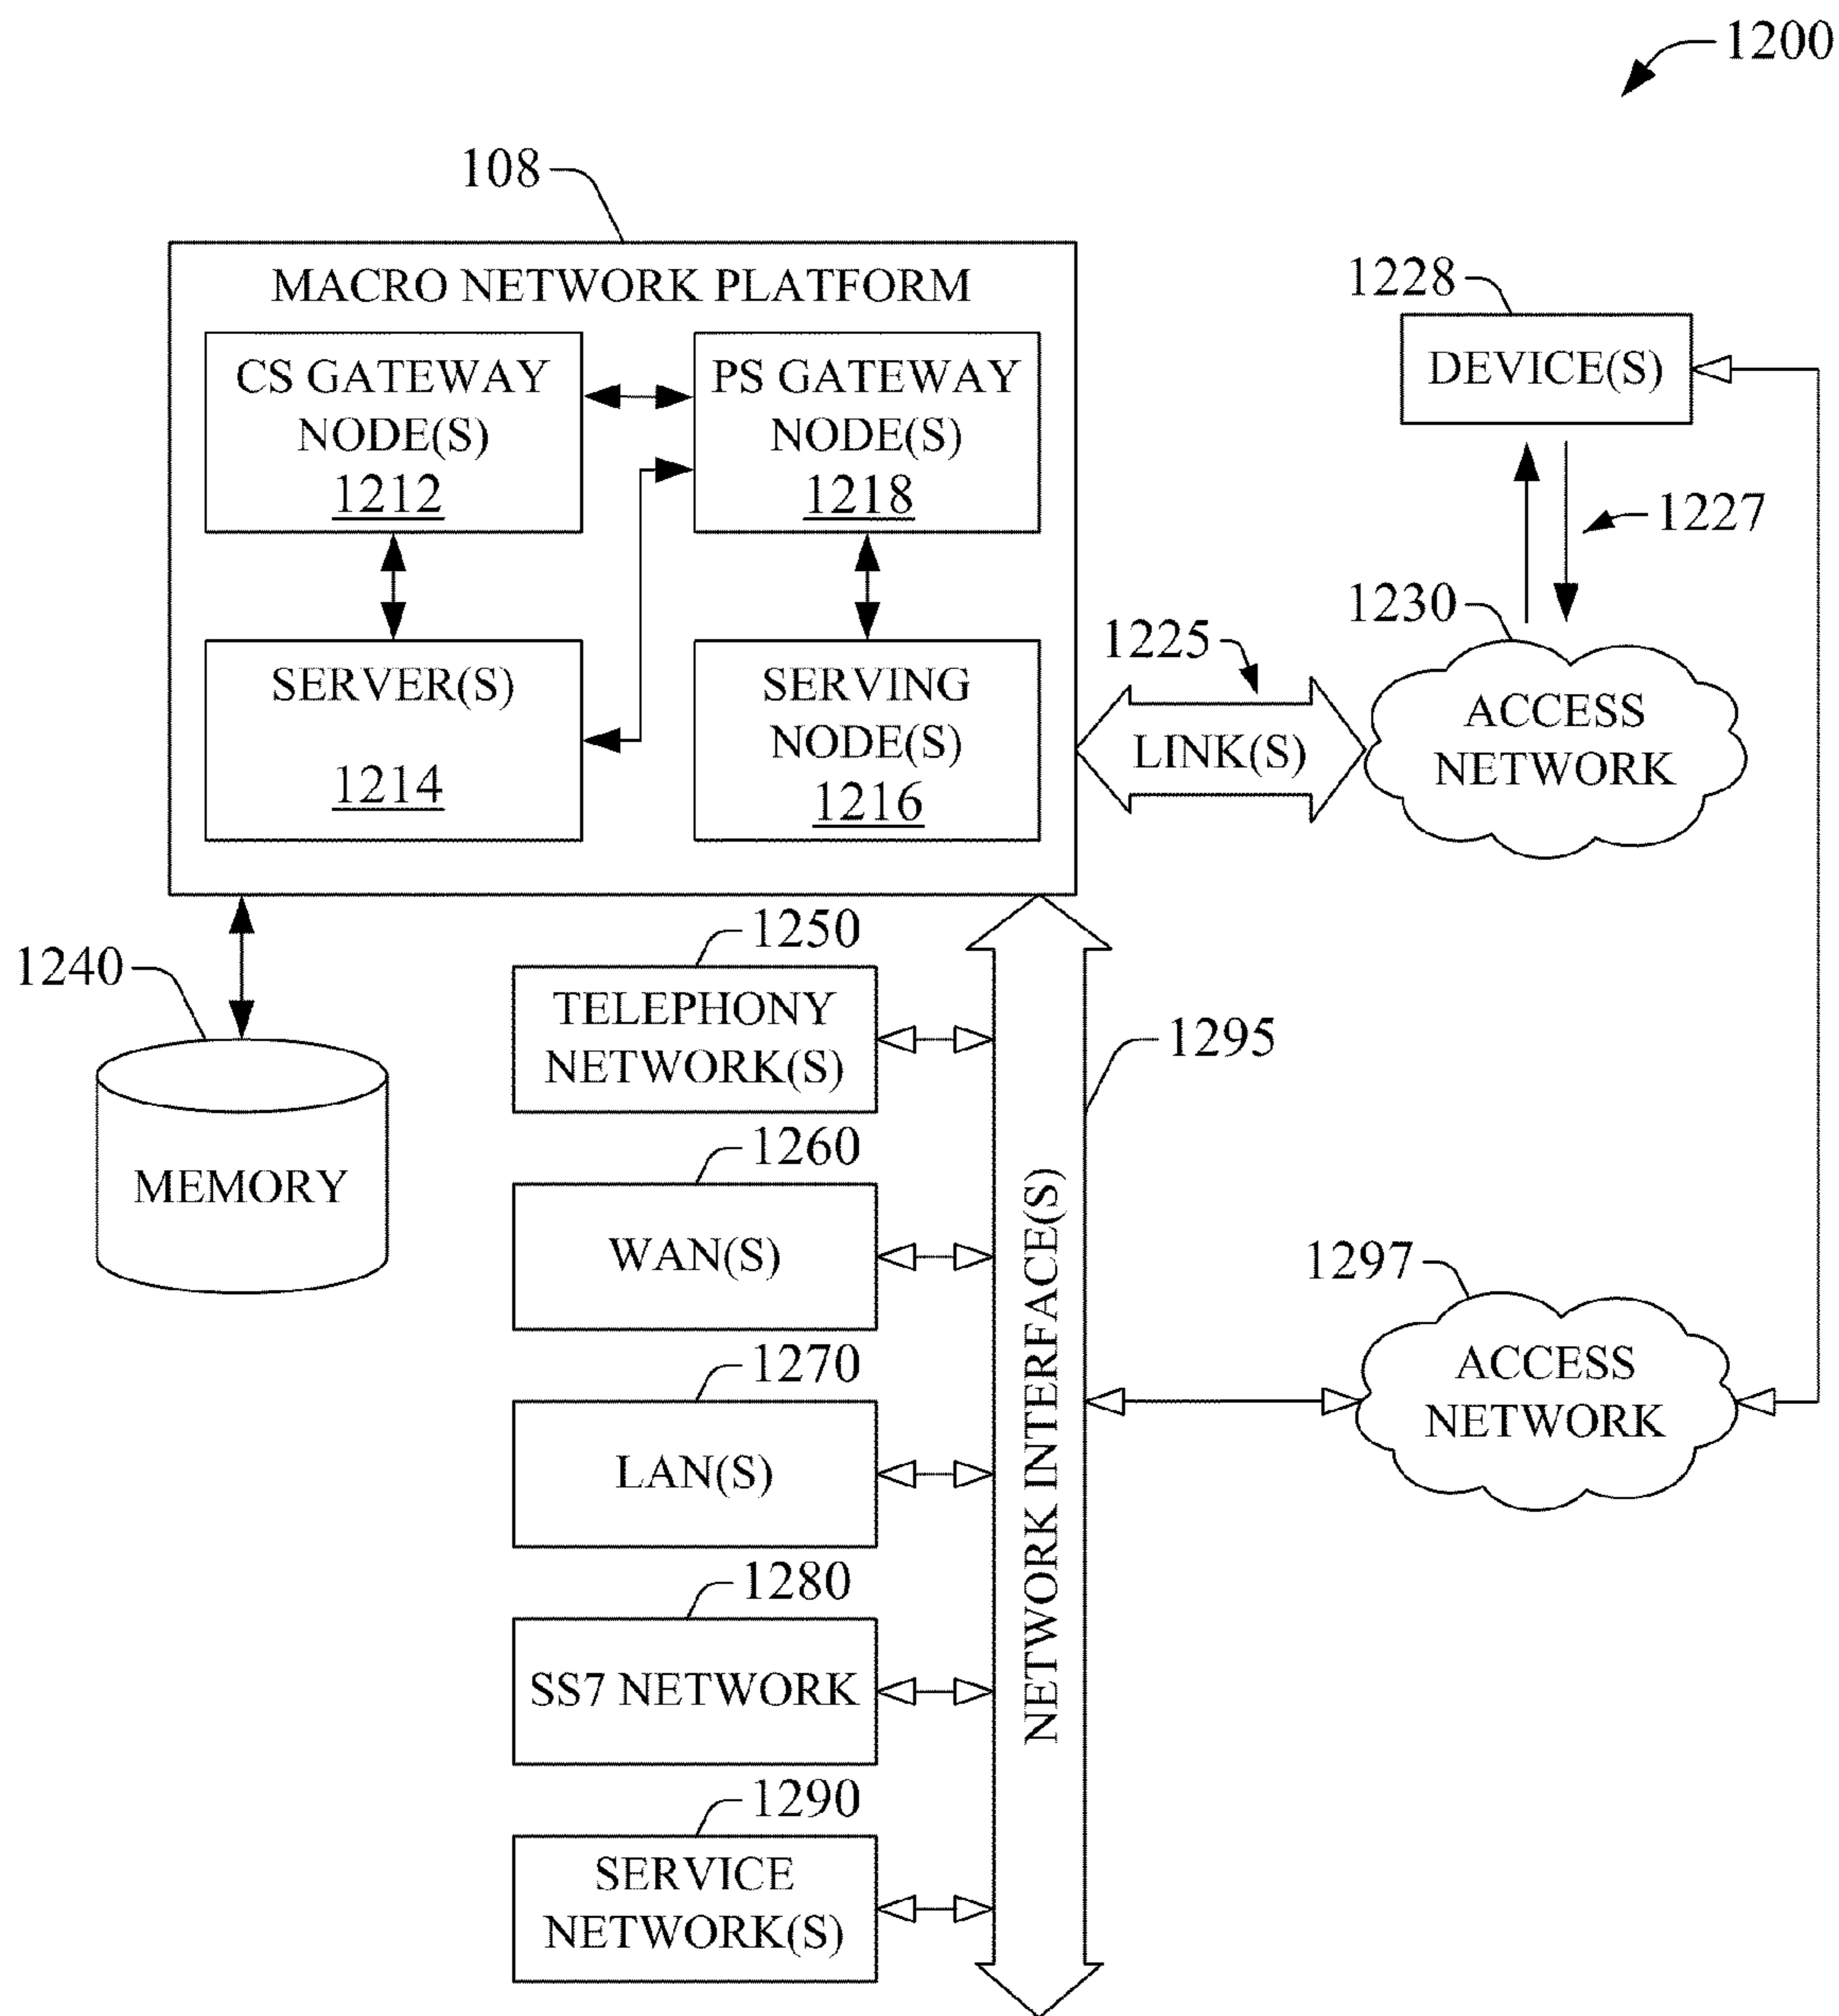 1200
108
MACRO NETWORK PLATFORM
CS GATEWAY
NODE(S)
1212
PS GATEWAY
NODE(S)
1218
SERVER(S)
1214
SERVING
NODE(S)
1216
1228
DEVICE(S)
1227
1230
ACCESS
NETWORK
1225
LINK(S)
1240
MEMORY
1250
TELEPHONY
NETWORK(S)
1260
WAN(S)
1270
LAN(S)
1280
SS7 NETWORK
1290
SERVICE
NETWORK(S)
1295
NETWORK INTERFACE(S)
1297
ACCESS
NETWORK